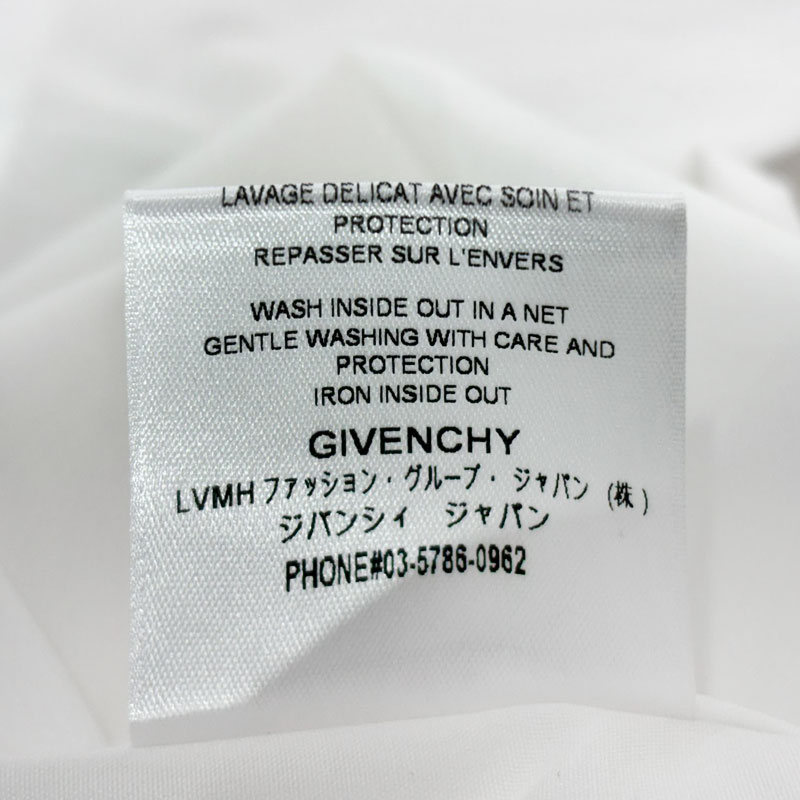 LAVAGE DELICAT AVEC SOIN ET
PROTECTION
REPASSER SUR L'ENVERS
WASH INSIDE OUT IN A NET
GENTLE WASHING WITH CARE AND
PROTECTION
IRON INSIDE OUT
GIVENCHY
LVMH ファッション・グループ・ ジャパン (株)
ジバンシィ ジャパン
PHONE#03-5786-0962